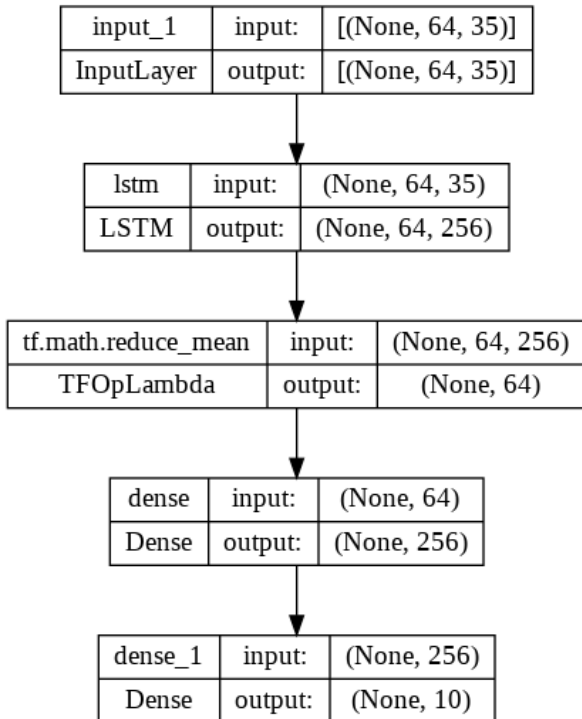 input_1 input: [(None, 64, 35)]
InputLayer output: [(None, 64, 35)]
lstm input: (None, 64, 35)
LSTM output: (None, 64, 256)
tf.math.reduce_mean input: (None, 64, 256)
TFOpLambda output: (None, 64)
dense input: (None, 64)
Dense output: (None, 256)
dense_1 input: (None, 256)
Dense output: (None, 10)